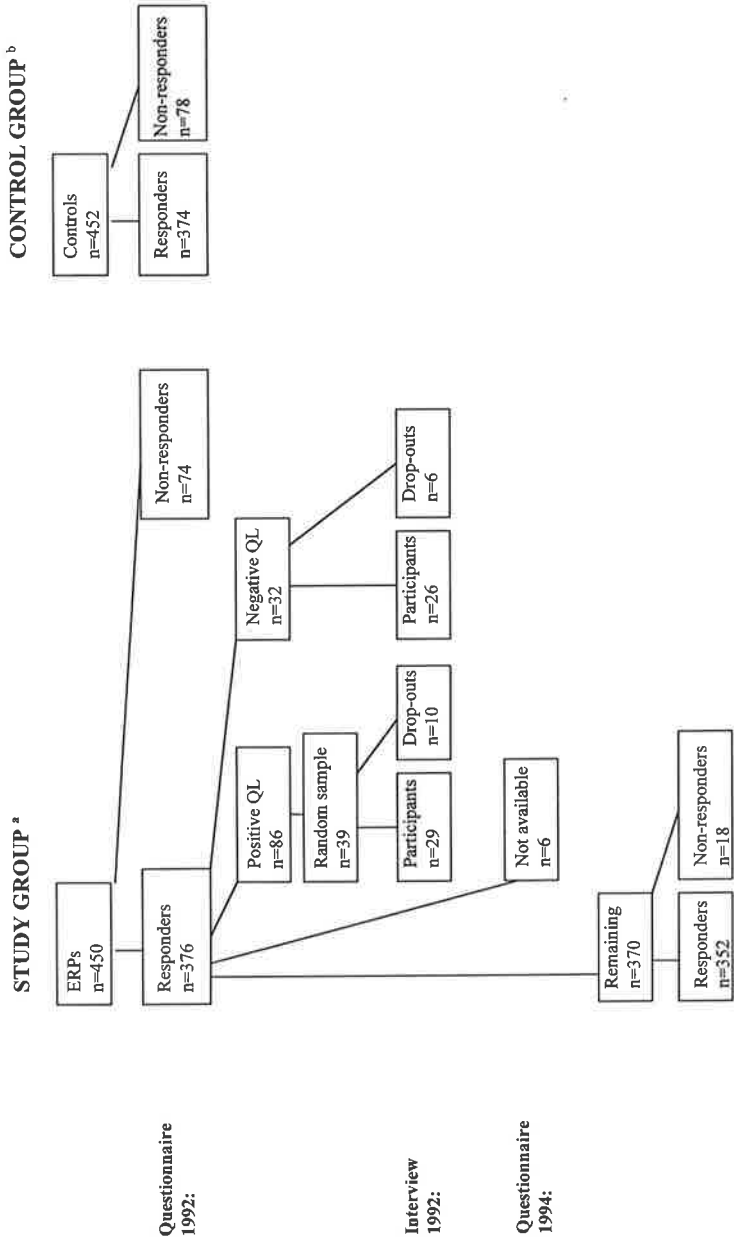 STUDY GROUP a
CONTROL GROUP b
ERPs
n=450
Controls
n=452
Questionnaire
1992:
Responders
n=376
Non-responders
n=74
Responders
n=374
Non-responders
n=78
Positive QL
n=86
Negative QL
n=32
Random sample
n=39
Interview
1992:
Participants
n=29
Drop-outs
n=10
Participants
n=26
Drop-outs
n=6
Questionnaire
1994:
Not available
n=6
Remaining
n=370
Responders
n=352
Non-responders
n=18